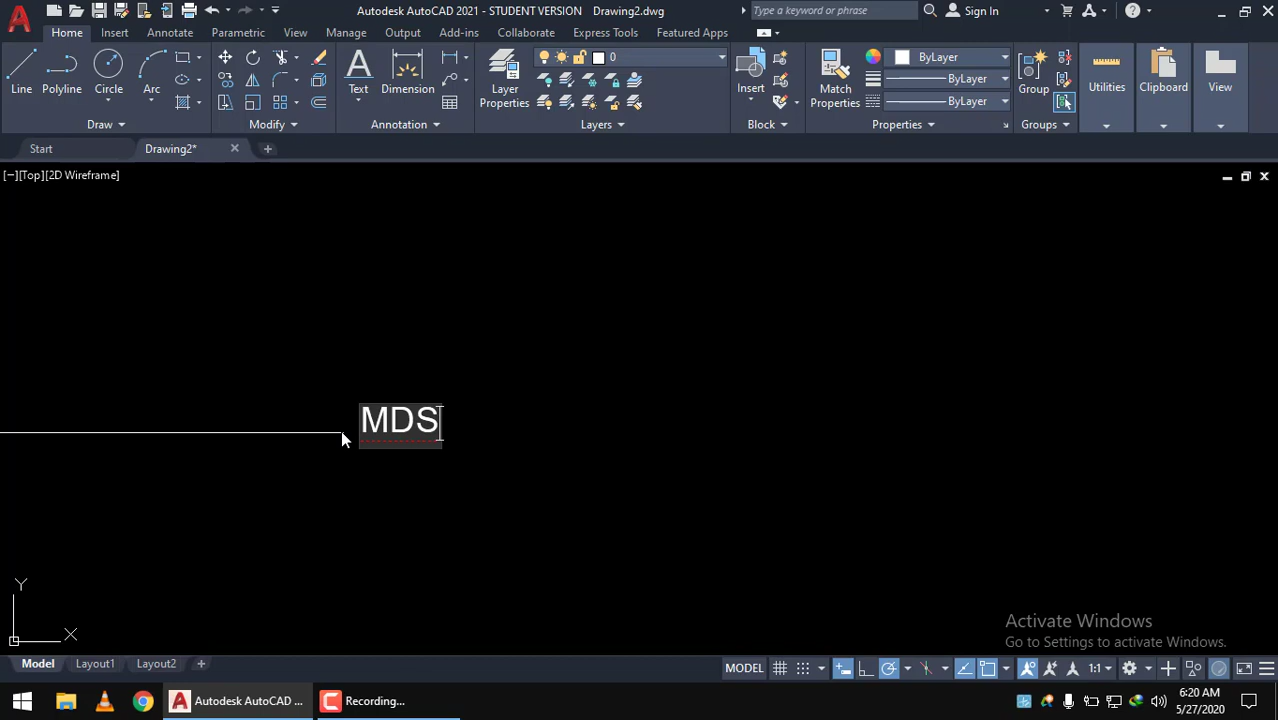 Autodesk AutoCAD 2021 - STUDENT VERSION Drawing2.dwg
Type a keyword or phrase
Sign In
Home Insert Annotate Parametric View Manage Output Add-ins Collaborate Express Tools Featured Apps
0
ByLayer
ByLayer
ByLayer
Line Polyline Circle Arc
Text Dimension
Layer Properties
Insert
Match Properties
Group
Utilities Clipboard View
Draw Modify Annotation Layers Block Properties Groups
Start Drawing2*
[−][Top][2D Wireframe]
MDS
Y
X
Activate Windows
Go to Settings to activate Windows.
Model Layout1 Layout2
MODEL 1:1
Autodesk AutoCAD ... Recording...
6:20 AM
5/27/2020